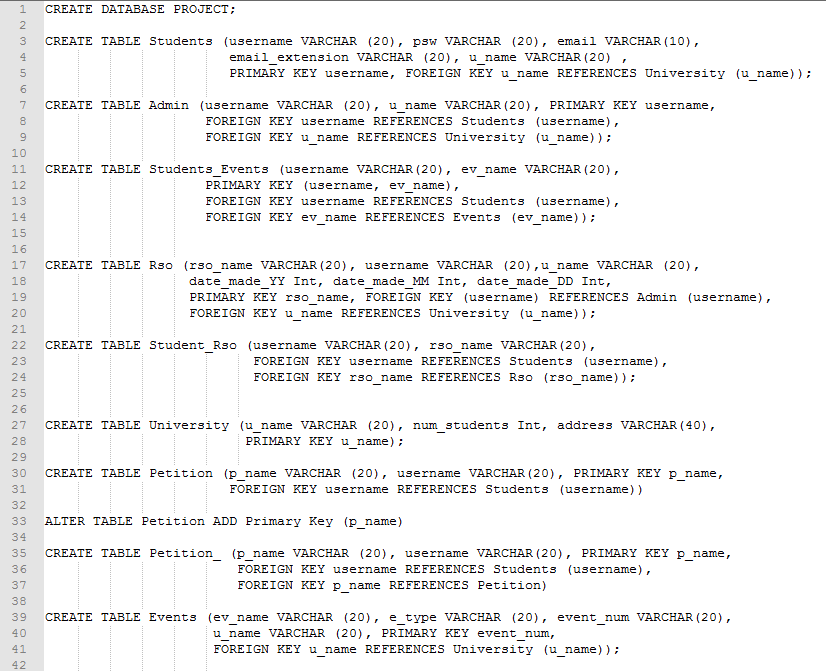 1 CREATE DATABASE PROJECT;
2
3 CREATE TABLE Students (username VARCHAR (20), psw VARCHAR (20), email VARCHAR(10),
4 email_extension VARCHAR (20), u_name VARCHAR(20) ,
5 PRIMARY KEY username, FOREIGN KEY u_name REFERENCES University (u_name));
6
7 CREATE TABLE Admin (username VARCHAR (20), u_name VARCHAR(20), PRIMARY KEY username,
8 FOREIGN KEY username REFERENCES Students (username),
9 FOREIGN KEY u_name REFERENCES University (u_name));
10
11 CREATE TABLE Students_Events (username VARCHAR(20), ev_name VARCHAR(20),
12 PRIMARY KEY (username, ev_name),
13 FOREIGN KEY username REFERENCES Students (username),
14 FOREIGN KEY ev_name REFERENCES Events (ev_name));
15
16
17 CREATE TABLE Rso (rso_name VARCHAR(20), username VARCHAR (20),u_name VARCHAR (20),
18 date_made_YY Int, date_made_MM Int, date_made_DD Int,
19 PRIMARY KEY rso_name, FOREIGN KEY (username) REFERENCES Admin (username),
20 FOREIGN KEY u_name REFERENCES University (u_name));
21
22 CREATE TABLE Student_Rso (username VARCHAR(20), rso_name VARCHAR(20),
23 FOREIGN KEY username REFERENCES Students (username),
24 FOREIGN KEY rso_name REFERENCES Rso (rso_name));
25
26
27 CREATE TABLE University (u_name VARCHAR (20), num_students Int, address VARCHAR(40),
28 PRIMARY KEY u_name);
29
30 CREATE TABLE Petition (p_name VARCHAR (20), username VARCHAR(20), PRIMARY KEY p_name,
31 FOREIGN KEY username REFERENCES Students (username))
32
33 ALTER TABLE Petition ADD Primary Key (p_name)
34
35 CREATE TABLE Petition_ (p_name VARCHAR (20), username VARCHAR(20), PRIMARY KEY p_name,
36 FOREIGN KEY username REFERENCES Students (username),
37 FOREIGN KEY p_name REFERENCES Petition)
38
39 CREATE TABLE Events (ev_name VARCHAR (20), e_type VARCHAR (20), event_num VARCHAR(20),
40 u_name VARCHAR (20), PRIMARY KEY event_num,
41 FOREIGN KEY u_name REFERENCES University (u_name));
42